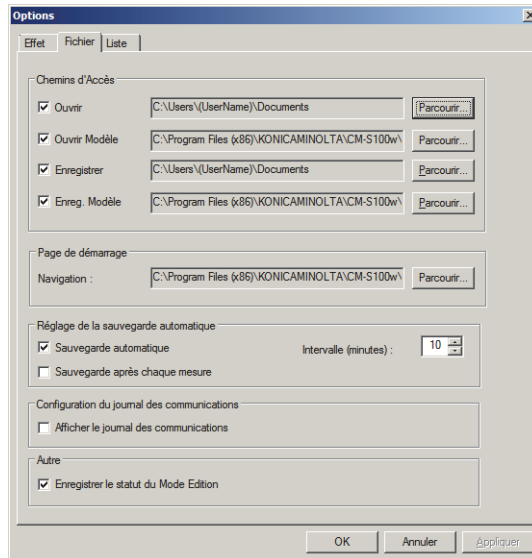 Options
Effet Fichier Liste
Chemins d'Accès
Ouvrir C:\Users\(UserName)\Documents Parcourir...
Ouvrir Modèle C:\Program Files (x86)\KONICAMINOLTA\CM-S100w\ Parcourir...
Enregistrer C:\Users\(UserName)\Documents Parcourir...
Enreg. Modèle C:\Program Files (x86)\KONICAMINOLTA\CM-S100w\ Parcourir...
Page de démarrage
Navigation : C:\Program Files (x86)\KONICAMINOLTA\CM-S100w\ Parcourir...
Réglage de la sauvegarde automatique
Sauvegarde automatique Intervalle (minutes) : 10
Sauvegarde après chaque mesure
Configuration du journal des communications
Afficher le journal des communications
Autre
Enregistrer le statut du Mode Edition
OK Annuler Appliquer